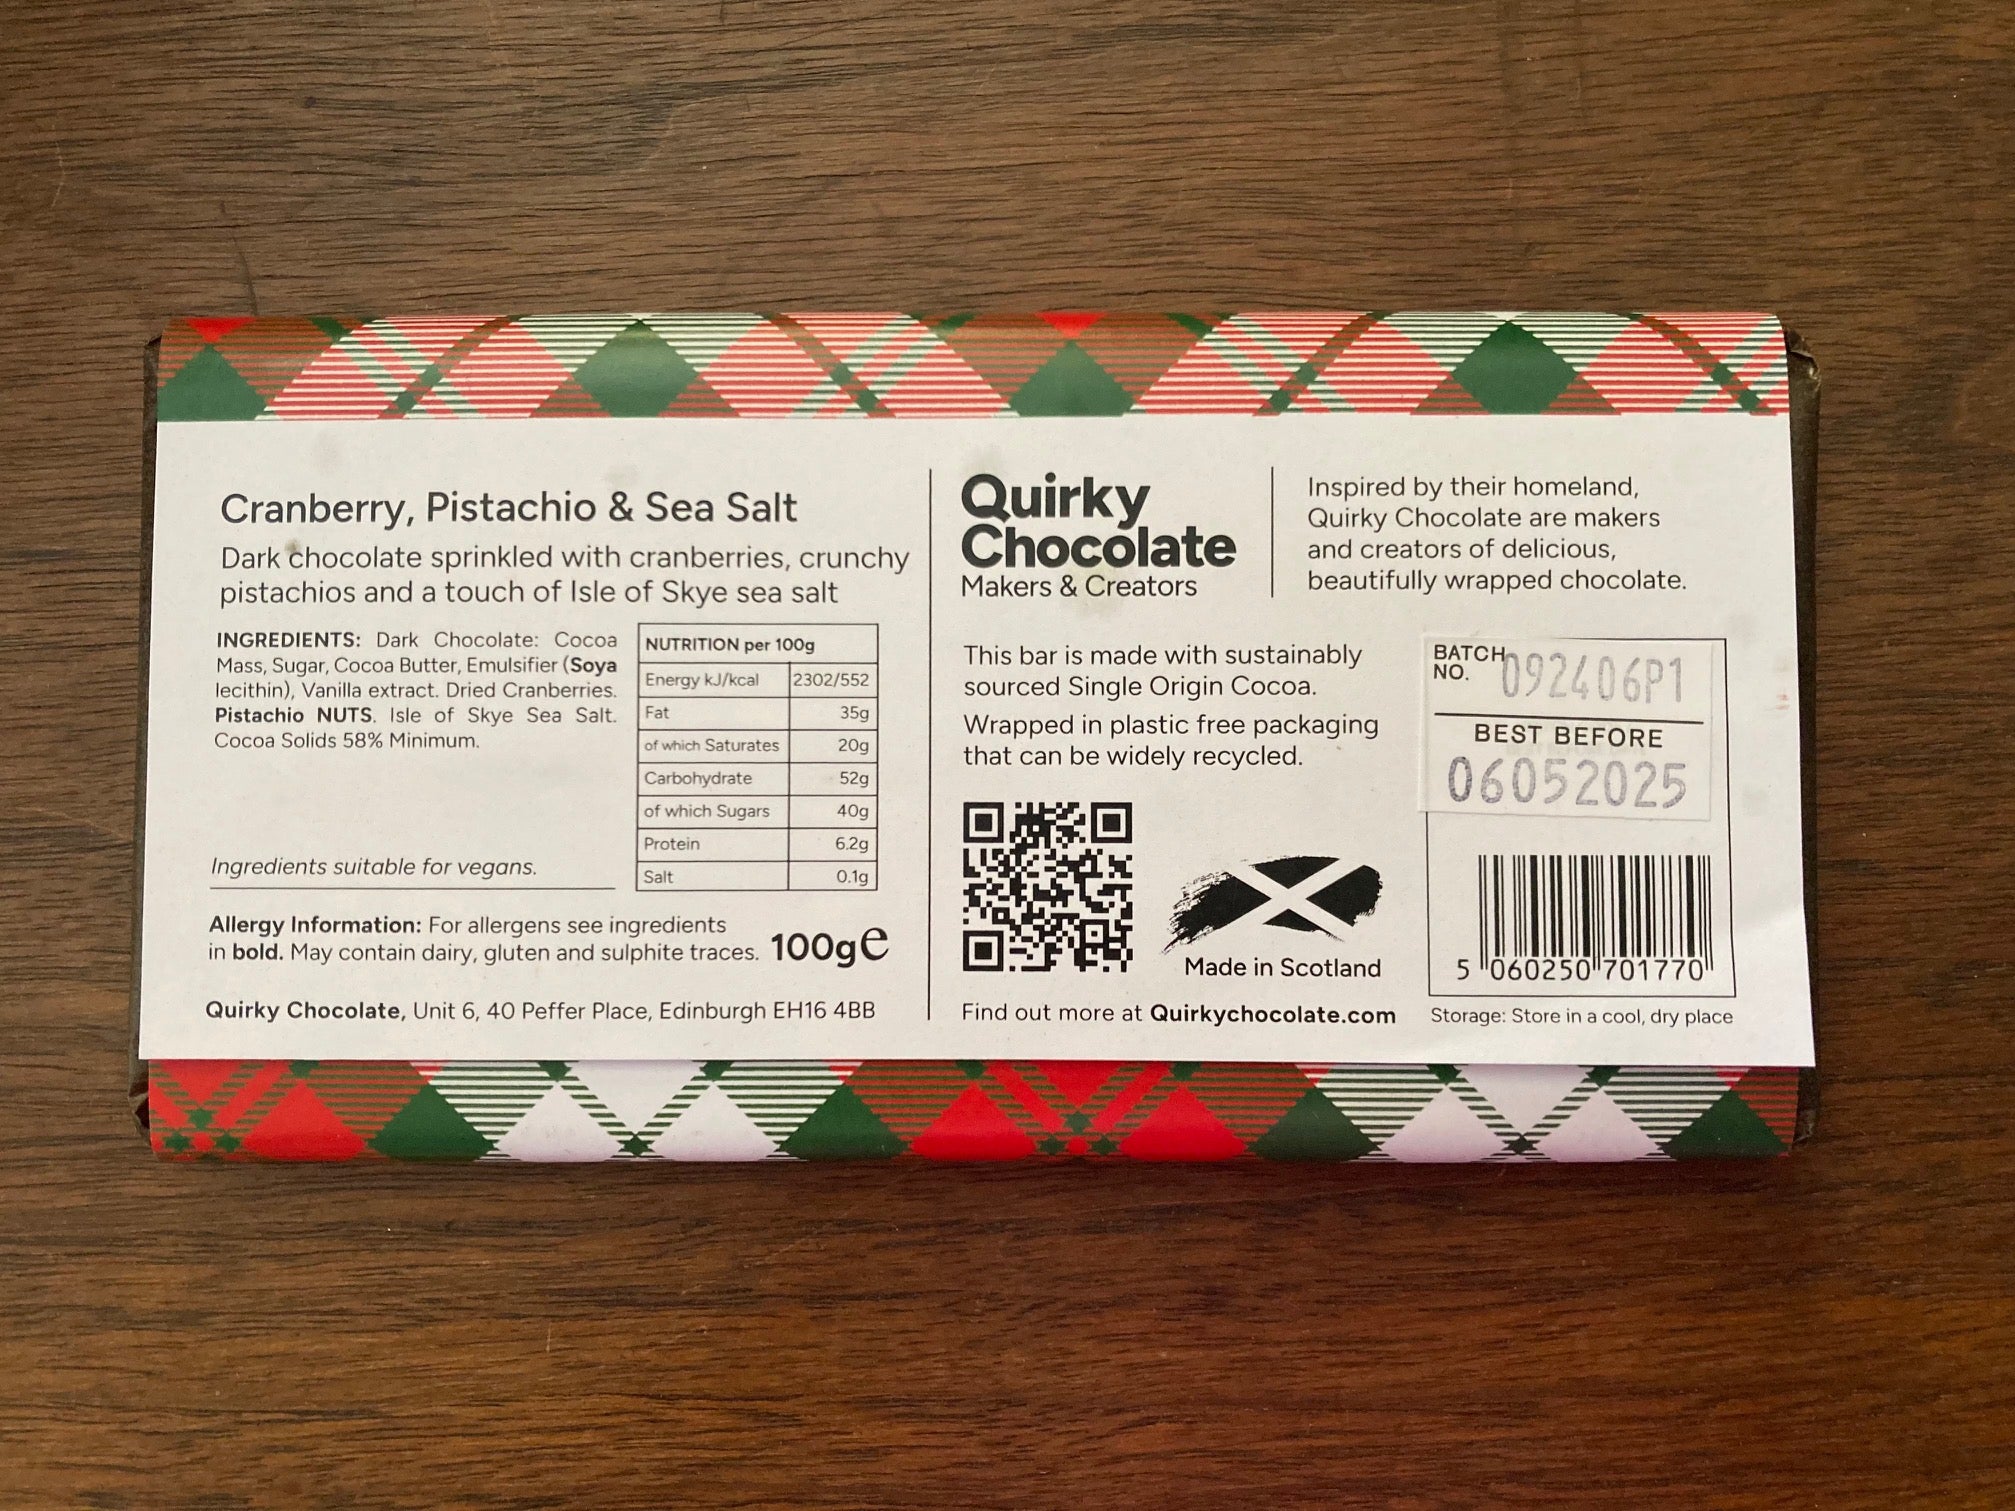 Cranberry, Pistachio & Sea Salt
Dark chocolate sprinkled with cranberries, crunchy
pistachios and a touch of Isle of Skye sea salt
INGREDIENTS: Dark Chocolate: Cocoa
Mass, Sugar, Cocoa Butter, Emulsifier (Soya
lecithin), Vanilla extract. Dried Cranberries.
Pistachio NUTS. Isle of Skye Sea Salt.
Cocoa Solids 58% Minimum.
Ingredients suitable for vegans.
NUTRITION per 100g
Energy kJ/kcal 2302/552
Fat 35g
of which Saturates 20g
Carbohydrate 52g
of which Sugars 40g
Protein 6.2g
Salt 0.1g
Allergy Information: For allergens see ingredients
in bold. May contain dairy, gluten and sulphite traces.
100g℮
Quirky Chocolate, Unit 6, 40 Peffer Place, Edinburgh EH16 4BB
Quirky
Chocolate
Makers & Creators
Inspired by their homeland,
Quirky Chocolate are makers
and creators of delicious,
beautifully wrapped chocolate.
This bar is made with sustainably
sourced Single Origin Cocoa.
Wrapped in plastic free packaging
that can be widely recycled.
Made in Scotland
Find out more at Quirkychocolate.com
BATCH
NO. 092406P1
BEST BEFORE
06052025
5 060250 701770
Storage: Store in a cool, dry place